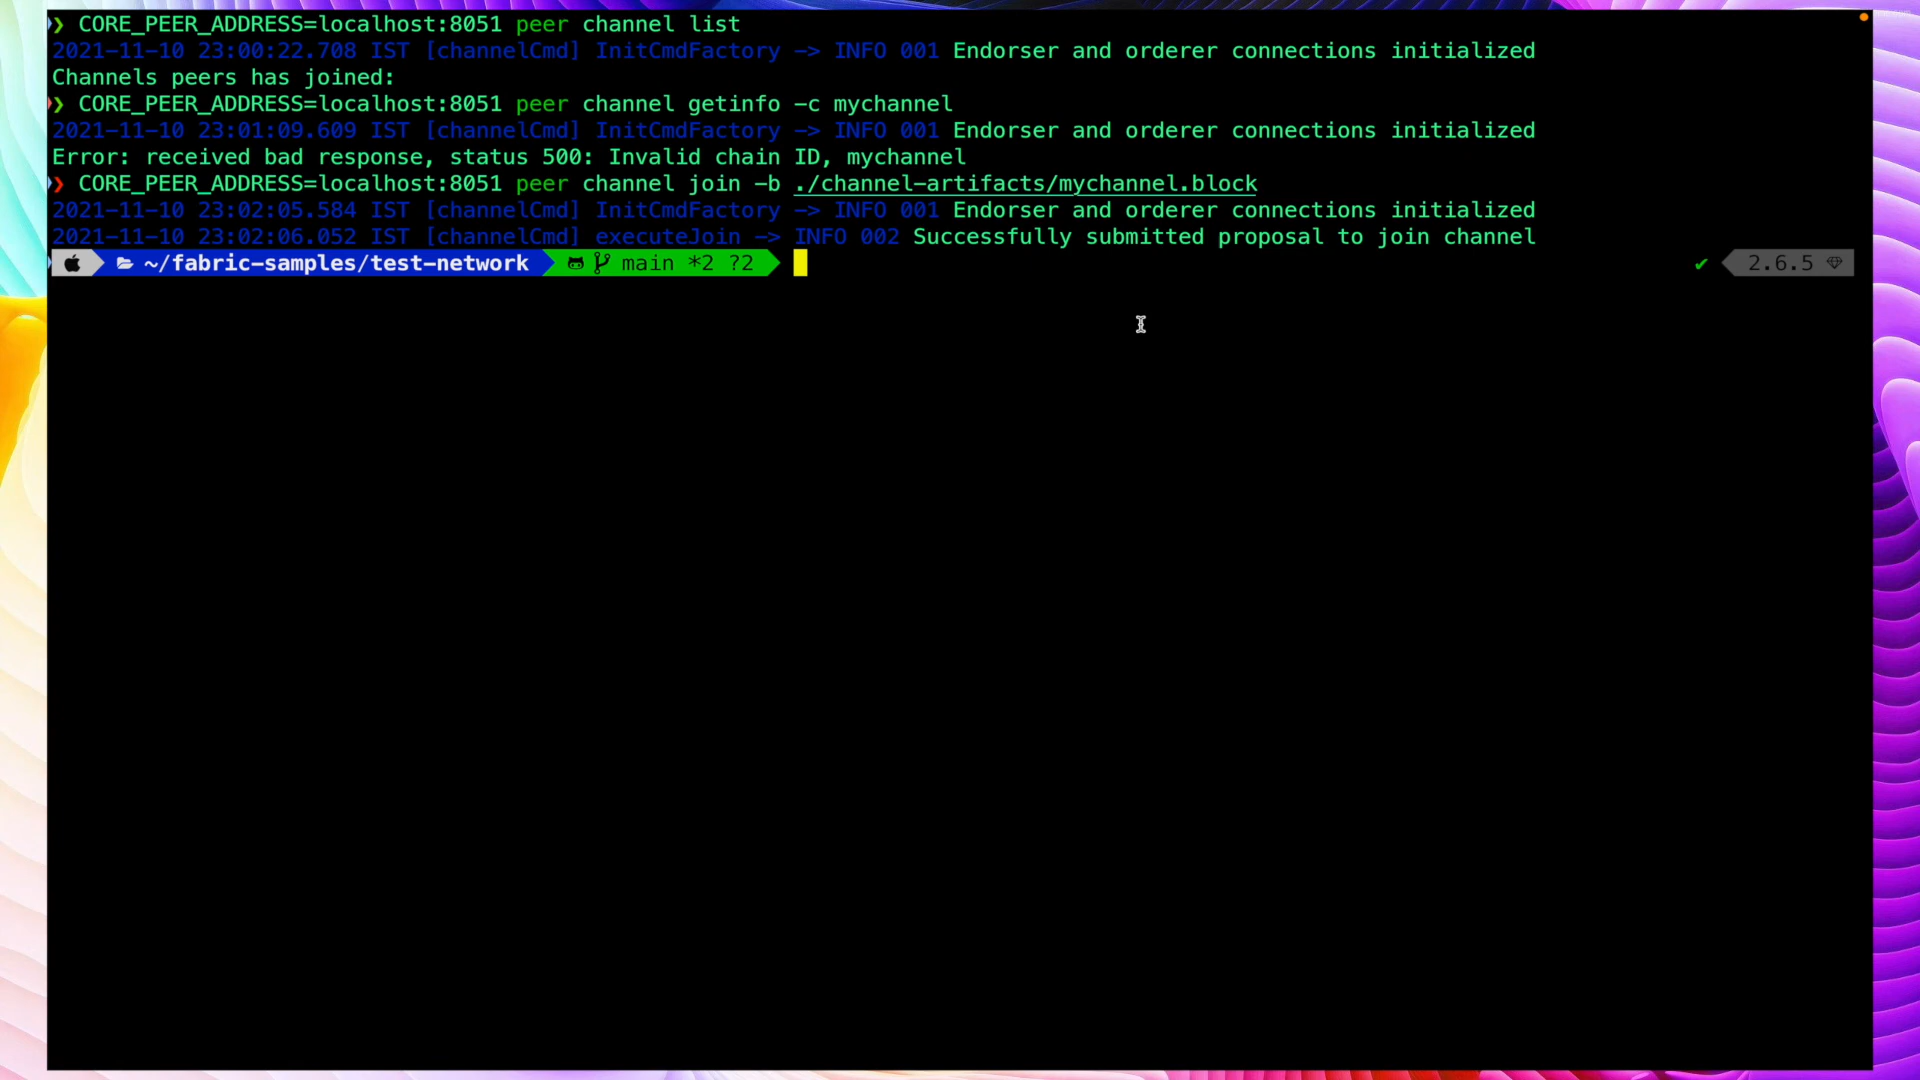 ❯ CORE_PEER_ADDRESS=localhost:8051 peer channel list
2021-11-10 23:00:22.708 IST [channelCmd] InitCmdFactory -> INFO 001 Endorser and orderer connections initialized
Channels peers has joined:
❯ CORE_PEER_ADDRESS=localhost:8051 peer channel getinfo -c mychannel
2021-11-10 23:01:09.609 IST [channelCmd] InitCmdFactory -> INFO 001 Endorser and orderer connections initialized
Error: received bad response, status 500: Invalid chain ID, mychannel
❯ CORE_PEER_ADDRESS=localhost:8051 peer channel join -b ./channel-artifacts/mychannel.block
2021-11-10 23:02:05.584 IST [channelCmd] InitCmdFactory -> INFO 001 Endorser and orderer connections initialized
2021-11-10 23:02:06.052 IST [channelCmd] executeJoin -> INFO 002 Successfully submitted proposal to join channel
~/fabric-samples/test-network main *2 ?2 ✔ 2.6.5